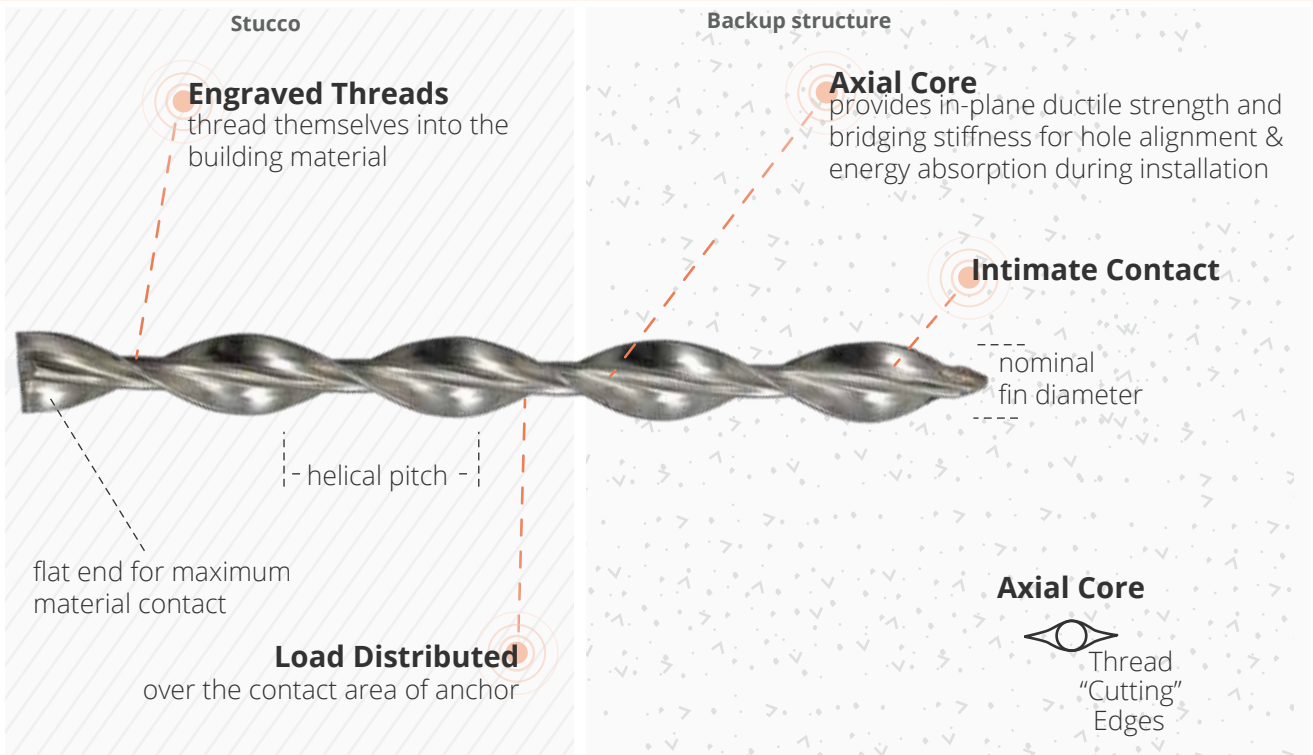 Stucco
Backup structure
Engraved Threads
thread themselves into the
building material
Axial Core
provides in-plane ductile strength and
bridging stiffness for hole alignment &
energy absorption during installation
Intimate Contact
nominal
fin diameter
helical pitch
flat end for maximum
material contact
Load Distributed
over the contact area of anchor
Axial Core
Thread
“Cutting”
Edges